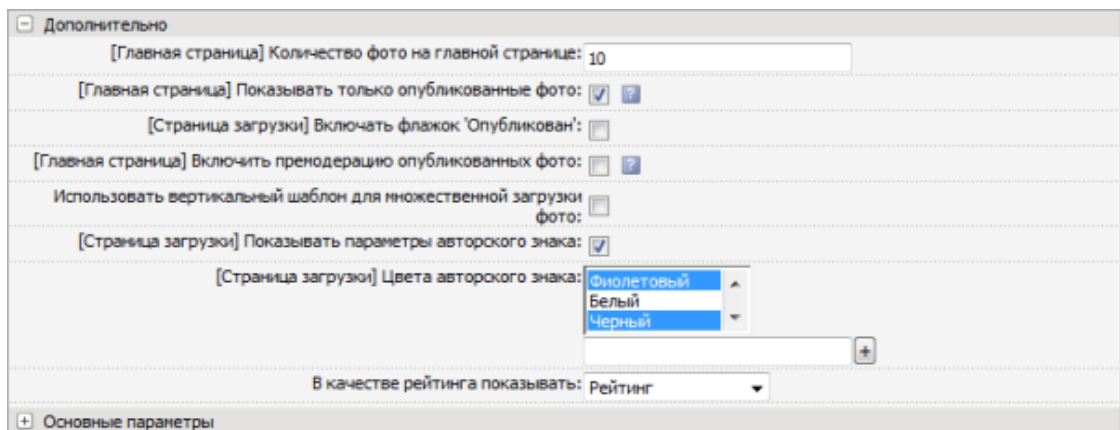 Дополнительно
[Главная страница] Количество фото на главной странице: 10
[Главная страница] Показывать только опубликованные фото: ?
[Страница загрузки] Включать флажок 'Опубликован':
[Главная страница] Включить премодерацию опубликованных фото: ?
Использовать вертикальный шаблон для множественной загрузки
фото:
[Страница загрузки] Показывать параметры авторского знака:
[Страница загрузки] Цвета авторского знака: Фиолетовый
Белый
Черный
+
В качестве рейтинга показывать: Рейтинг
Основные параметры